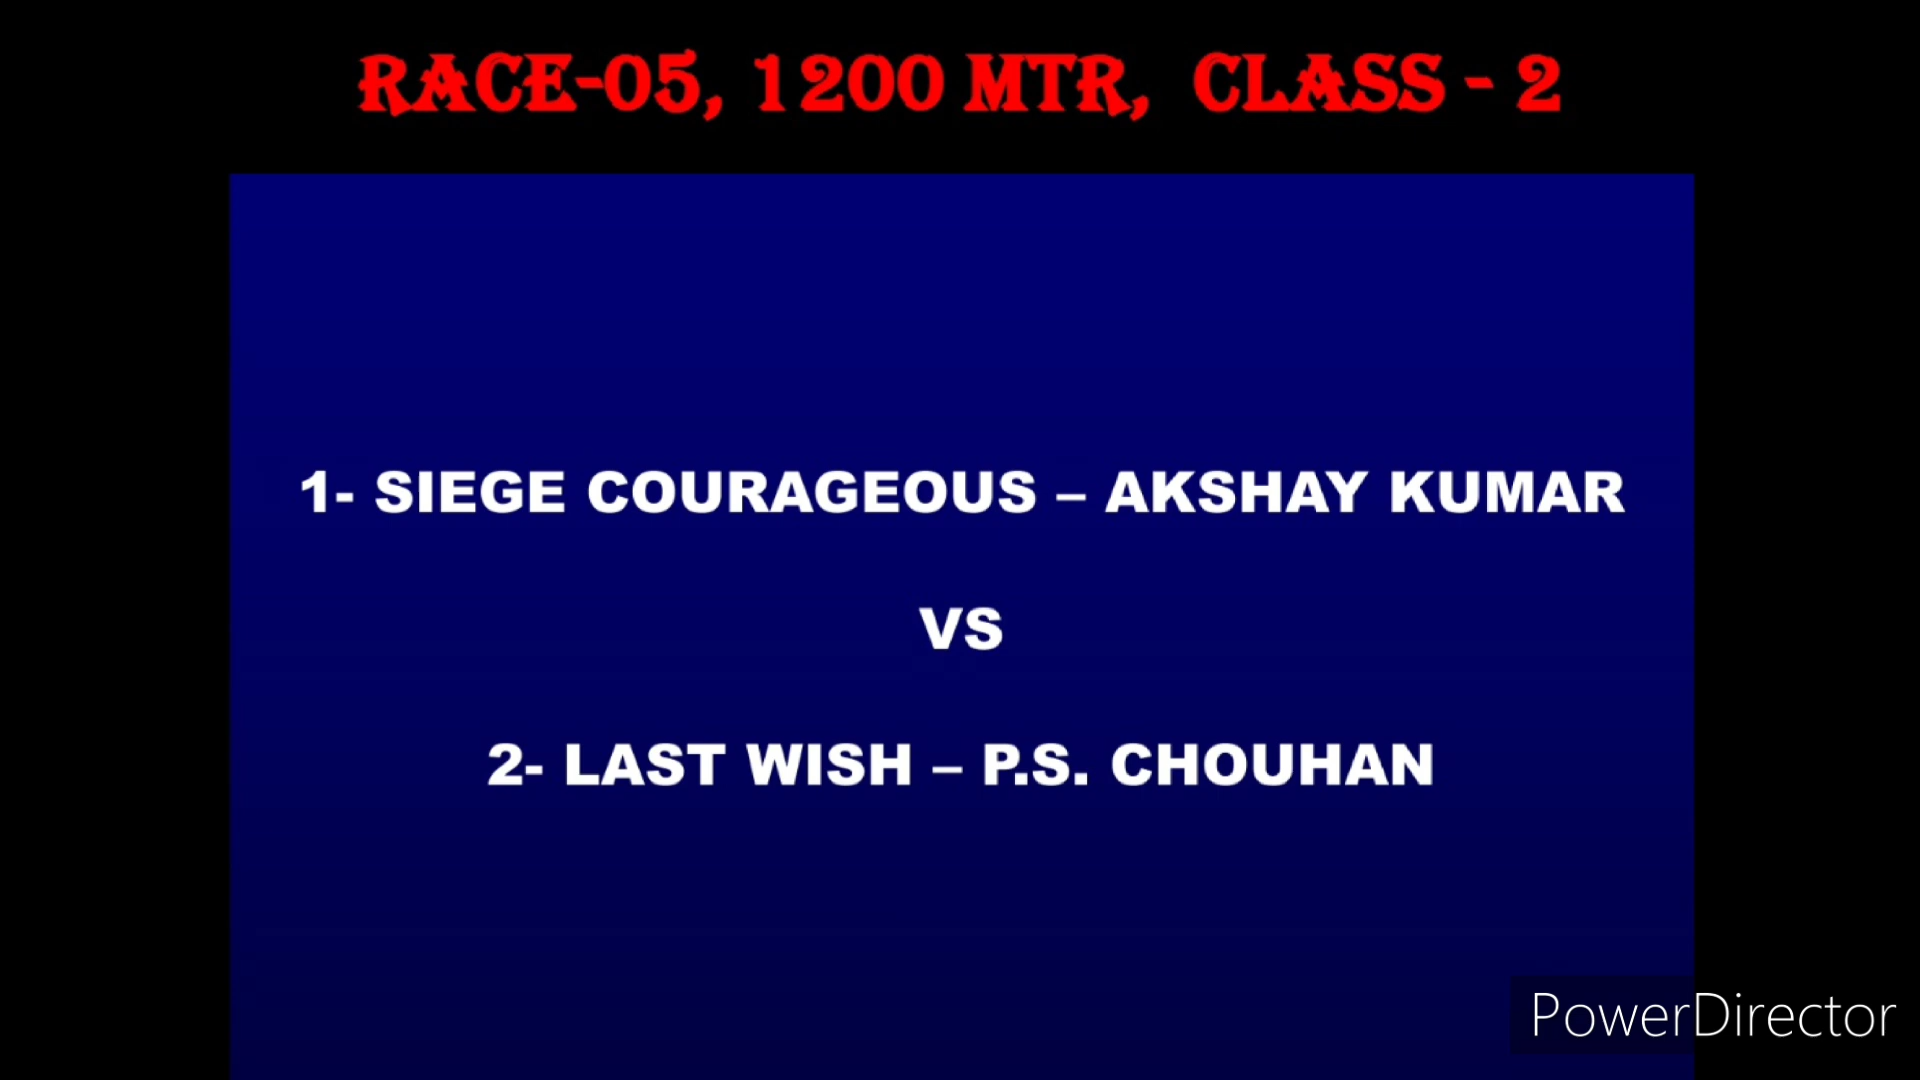 RACE-05, 1200 MTR, CLASS - 2
1- SIEGE COURAGEOUS – AKSHAY KUMAR
VS
2- LAST WISH – P.S. CHOUHAN
PowerDirector